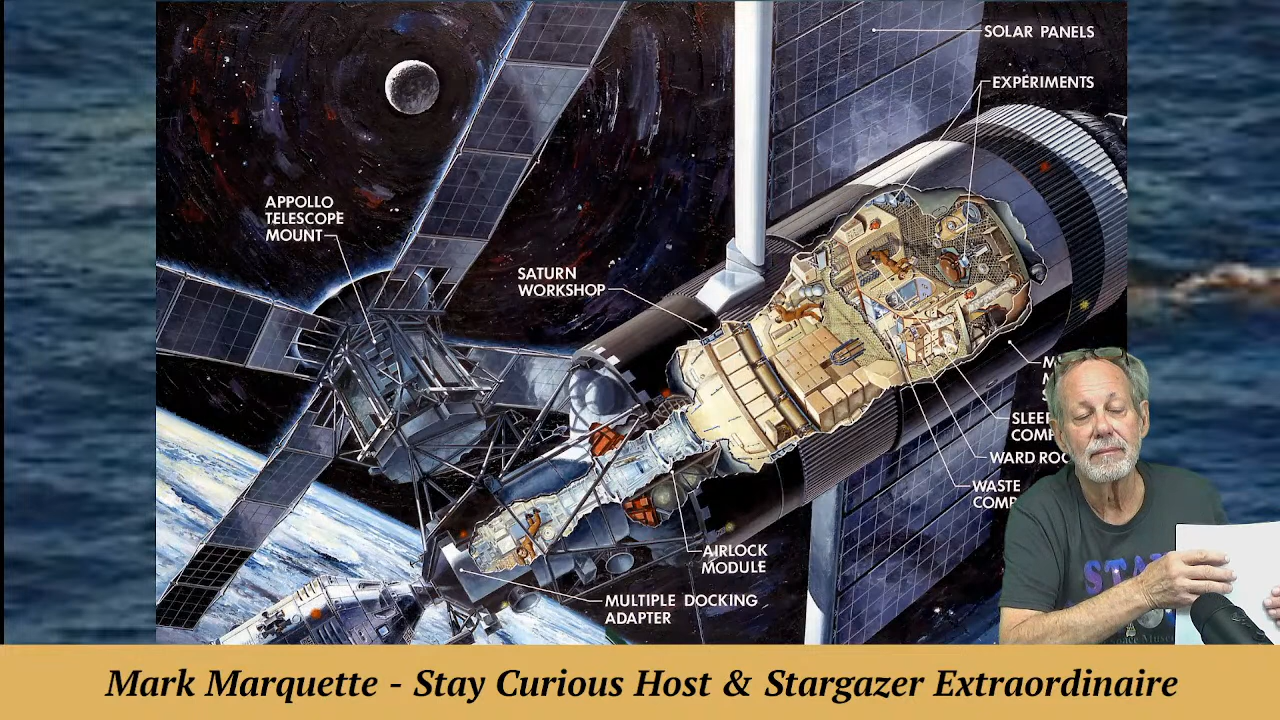 SOLAR PANELS
EXPERIMENTS
APPOLLO
TELESCOPE
MOUNT
SATURN
WORKSHOP
WARD
WASTE
AIRLOCK
MODULE
MULTIPLE DOCKING
ADAPTER
Mark Marquette - Stay Curious Host & Stargazer Extraordinaire